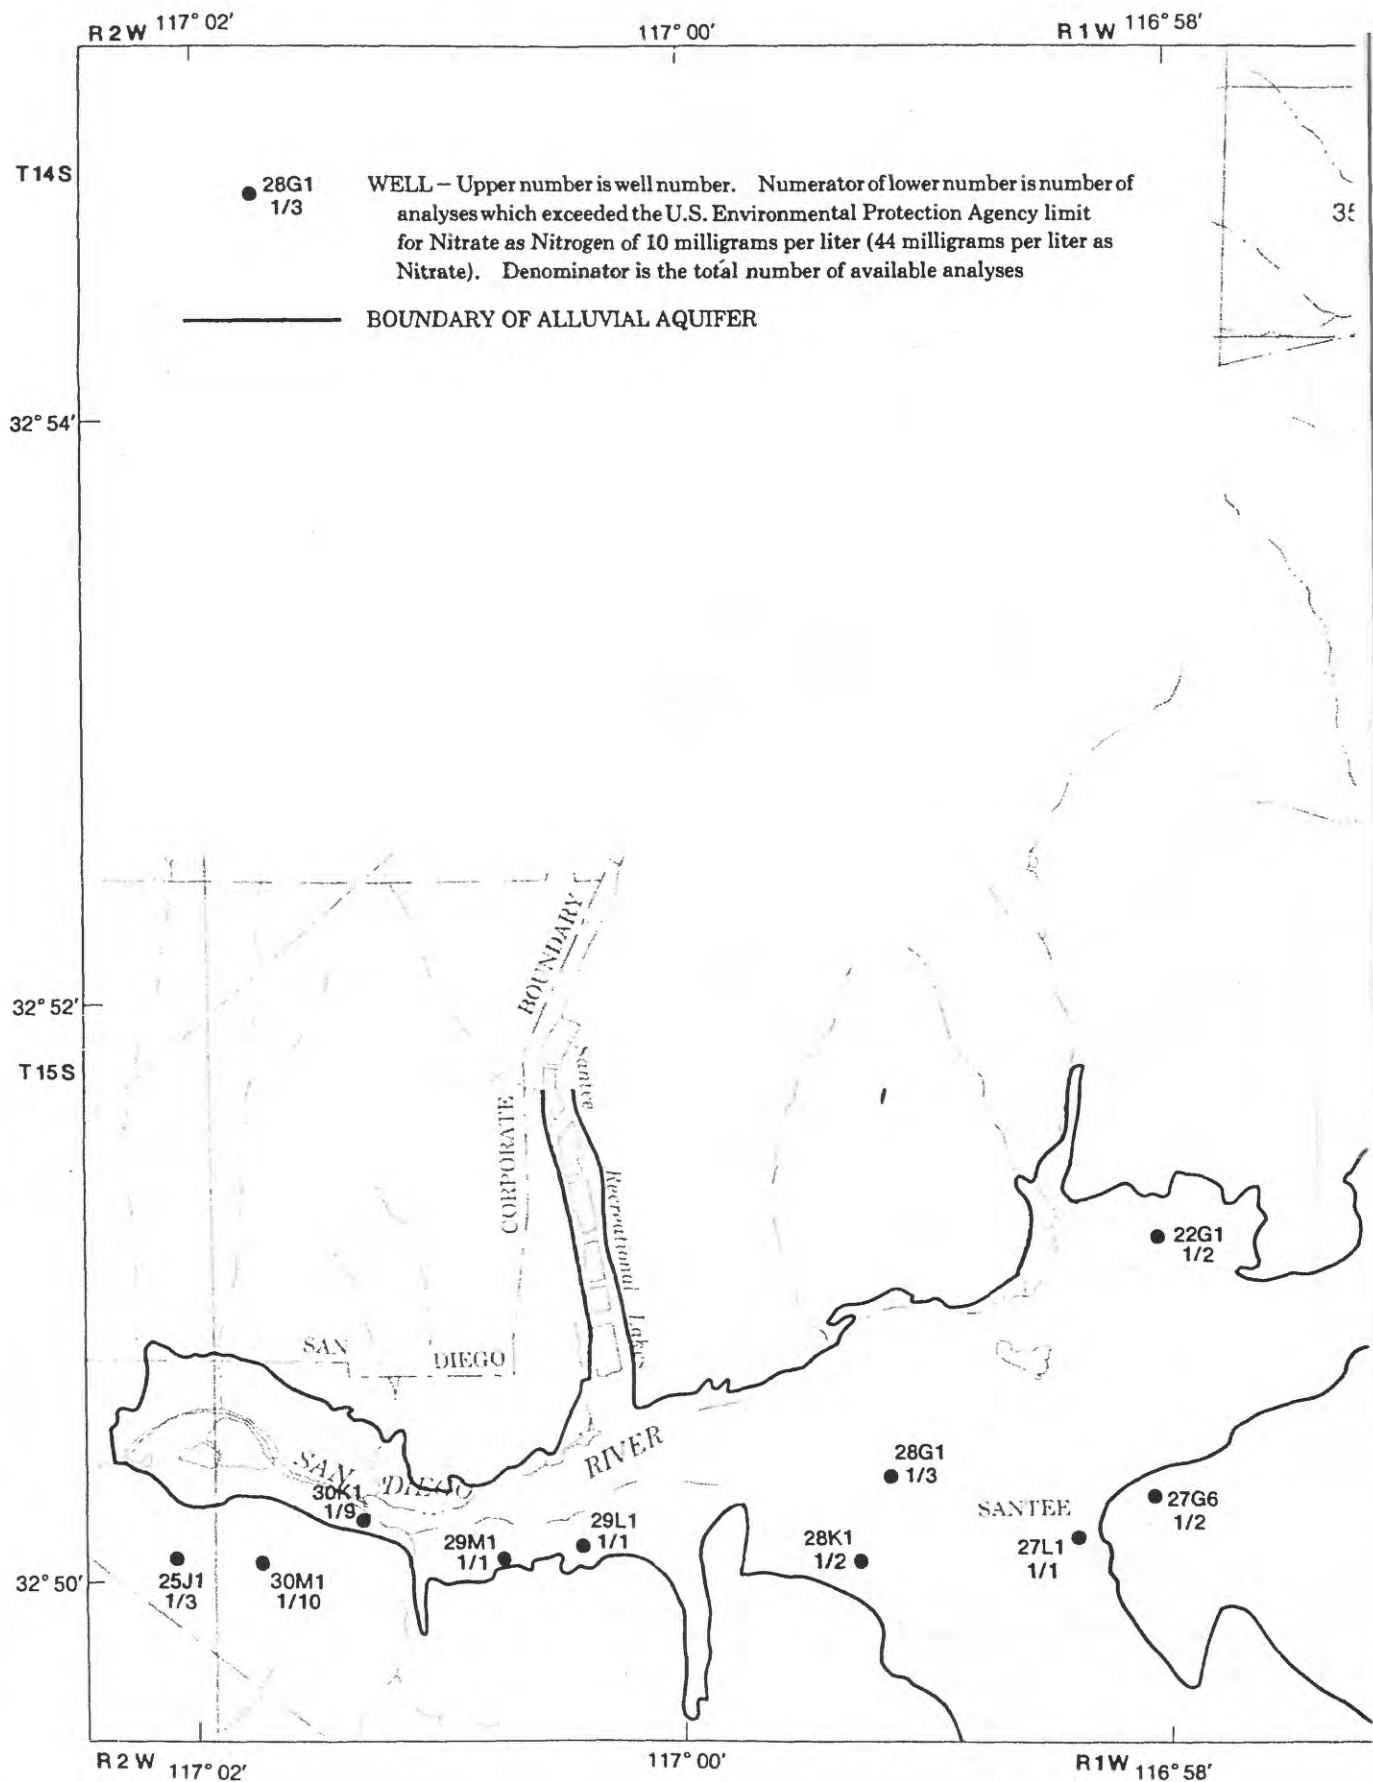 R 2 W 117° 02′ 117° 00′ R 1 W 116° 58′
T 14 S
28G1
1/3
WELL – Upper number is well number. Numerator of lower number is number of
analyses which exceeded the U.S. Environmental Protection Agency limit
for Nitrate as Nitrogen of 10 milligrams per liter (44 milligrams per liter as
Nitrate). Denominator is the total number of available analyses
BOUNDARY OF ALLUVIAL AQUIFER
32° 54′
BOUNDARY
32° 52′
T 15 S
CORPORATE
Santee
Recreational
Lakes
22G1
1/2
SAN DIEGO
SAN DIEGO RIVER
30K1
1/9
28G1
1/3
SANTEE
27G6
1/2
29M1
1/1
29L1
1/1
28K1
1/2
27L1
1/1
32° 50′
25J1
1/3
30M1
1/10
R 2 W 117° 02′ 117° 00′ R 1 W 116° 58′